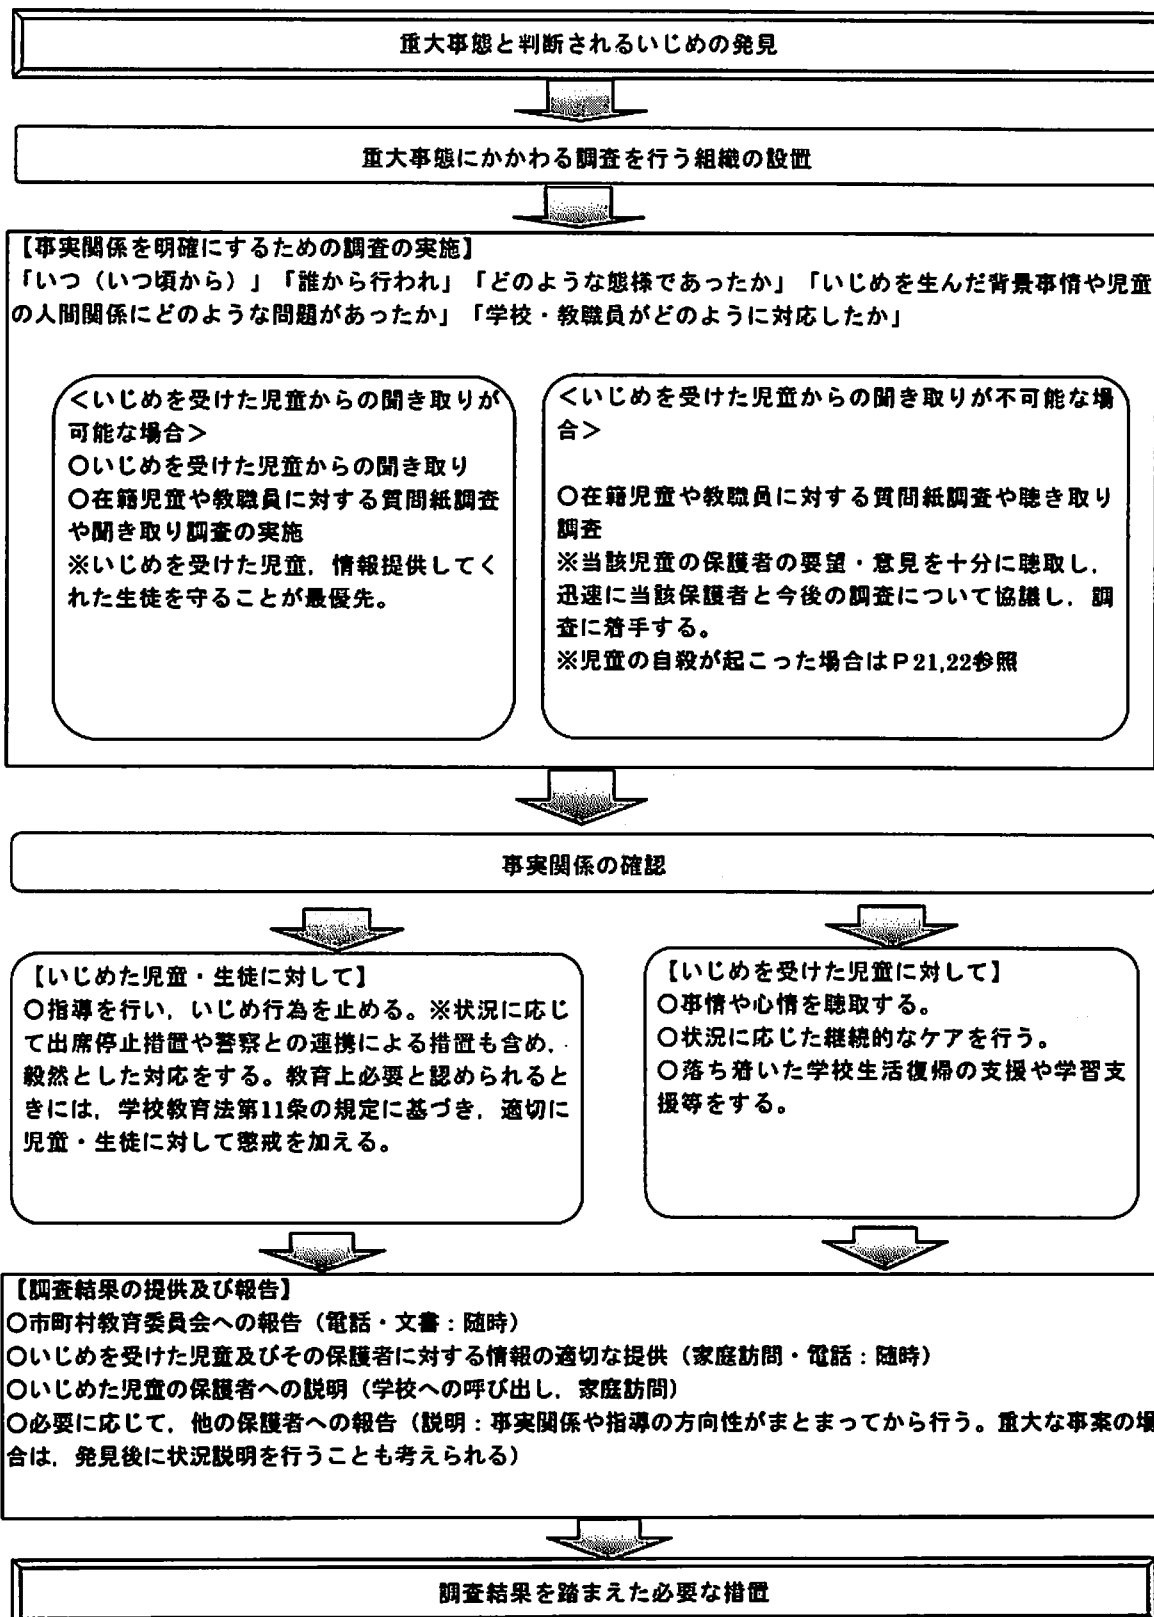 重大事態と判断されるいじめの発見
重大事態にかかわる調査を行う組織の設置
【事実関係を明確にするための調査の実施】
「いつ（いつ頃から）」「誰から行われ」「どのような態様であったか」「いじめを生んだ背景事情や児童
の人間関係にどのような問題があったか」「学校・教職員がどのように対応したか」
＜いじめを受けた児童からの聞き取りが
可能な場合＞
○いじめを受けた児童からの聞き取り
○在籍児童や教職員に対する質問紙調査
や聞き取り調査の実施
※いじめを受けた児童，情報提供してく
れた生徒を守ることが最優先。
＜いじめを受けた児童からの聞き取りが不可能な場
合＞
○在籍児童や教職員に対する質問紙調査や聴き取り
調査
※当該児童の保護者の要望・意見を十分に聴取し，
迅速に当該保護者と今後の調査について協議し，調
査に着手する。
※児童の自殺が起こった場合はＰ21,22参照
事実関係の確認
【いじめた児童・生徒に対して】
○指導を行い，いじめ行為を止める。※状況に応じ
て出席停止措置や警察との連携による措置も含め，
毅然とした対応をする。教育上必要と認められると
きには，学校教育法第11条の規定に基づき，適切に
児童・生徒に対して懲戒を加える。
【いじめを受けた児童に対して】
○事情や心情を聴取する。
○状況に応じた継続的なケアを行う。
○落ち着いた学校生活復帰の支援や学習支
援等をする。
【調査結果の提供及び報告】
○市町村教育委員会への報告（電話・文書：随時）
○いじめを受けた児童及びその保護者に対する情報の適切な提供（家庭訪問・電話：随時）
○いじめた児童の保護者への説明（学校への呼び出し，家庭訪問）
○必要に応じて，他の保護者への報告（説明：事実関係や指導の方向性がまとまってから行う。重大な事案の場
合は，発見後に状況説明を行うことも考えられる）
調査結果を踏まえた必要な措置